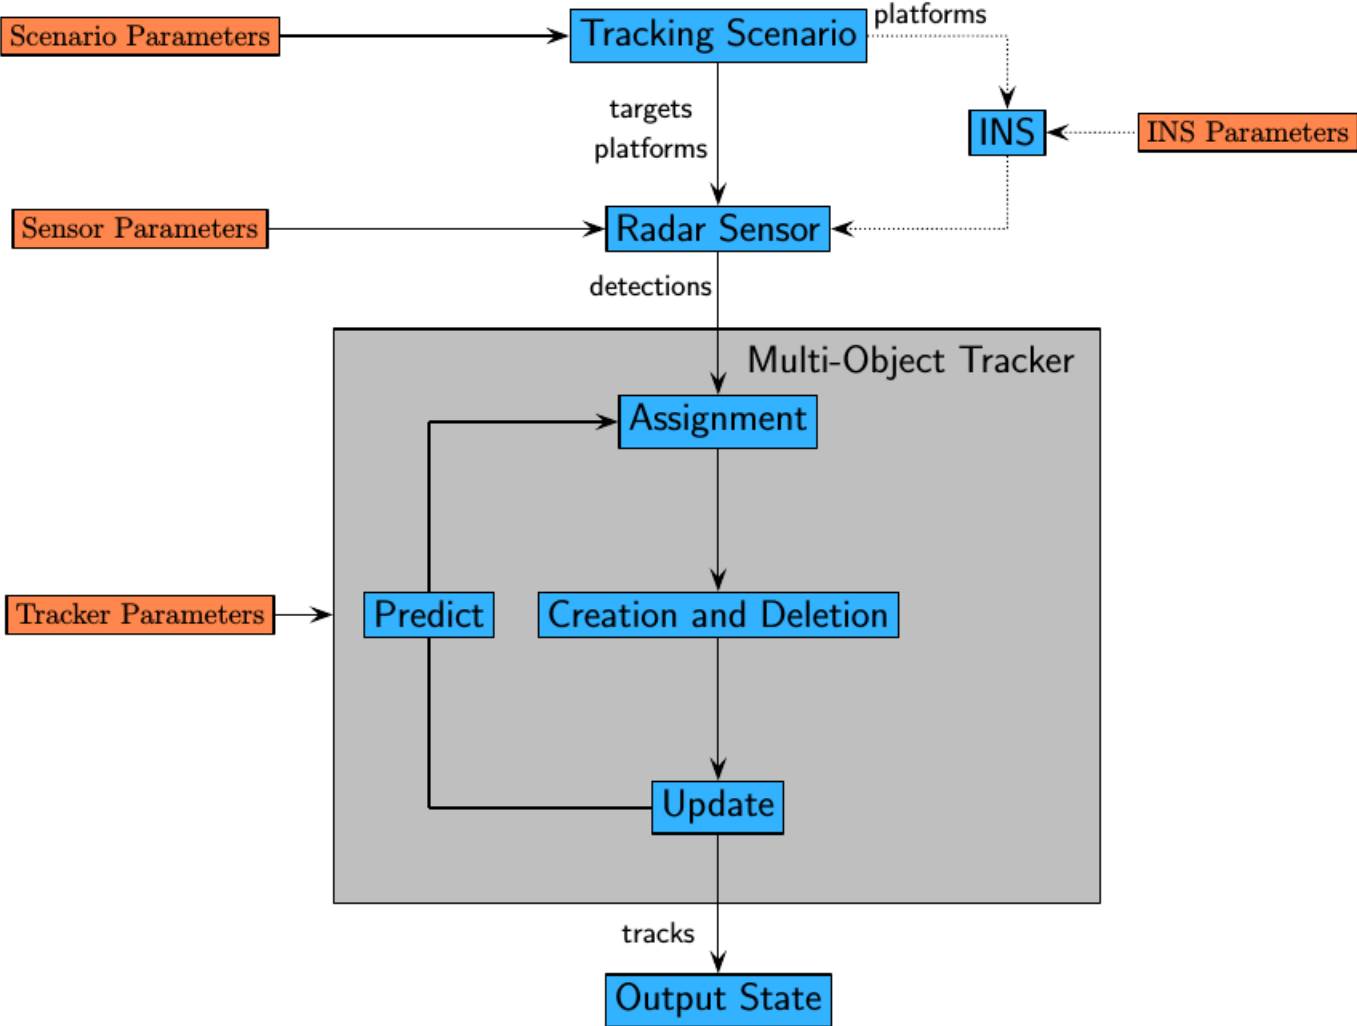 platforms
Scenario Parameters
Tracking Scenario
targets
platforms
INS
INS Parameters
Sensor Parameters
Radar Sensor
detections
Multi-Object Tracker
Assignment
Tracker Parameters
Predict
Creation and Deletion
Update
tracks
Output State